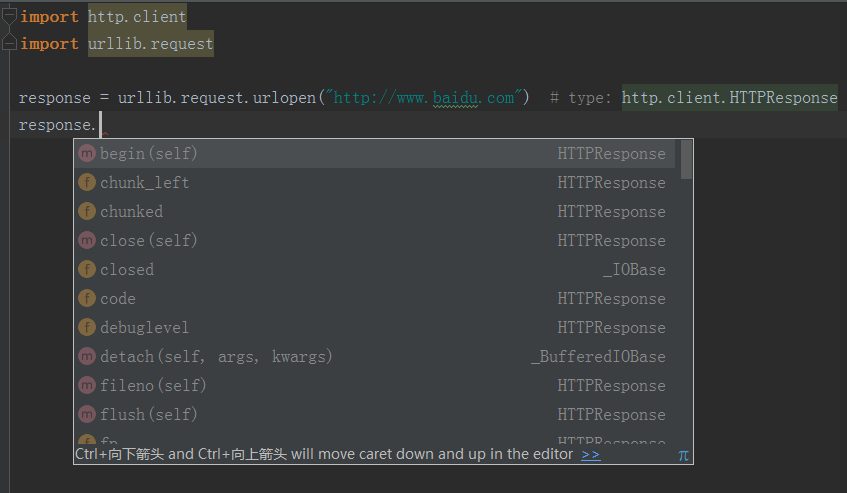 import http.client
import urllib.request
response = urllib.request.urlopen("http://www.baidu.com")  # type: http.client.HTTPResponse
response.
m begin(self) HTTPResponse
f chunk_left HTTPResponse
f chunked HTTPResponse
m close(self) HTTPResponse
f closed _IOBase
f code HTTPResponse
f debuglevel HTTPResponse
m detach(self, args, kwargs) _BufferedIOBase
m fileno(self) HTTPResponse
m flush(self) HTTPResponse
f fp HTTPResponse
Ctrl+向下箭头 and Ctrl+向上箭头 will move caret down and up in the editor >> π